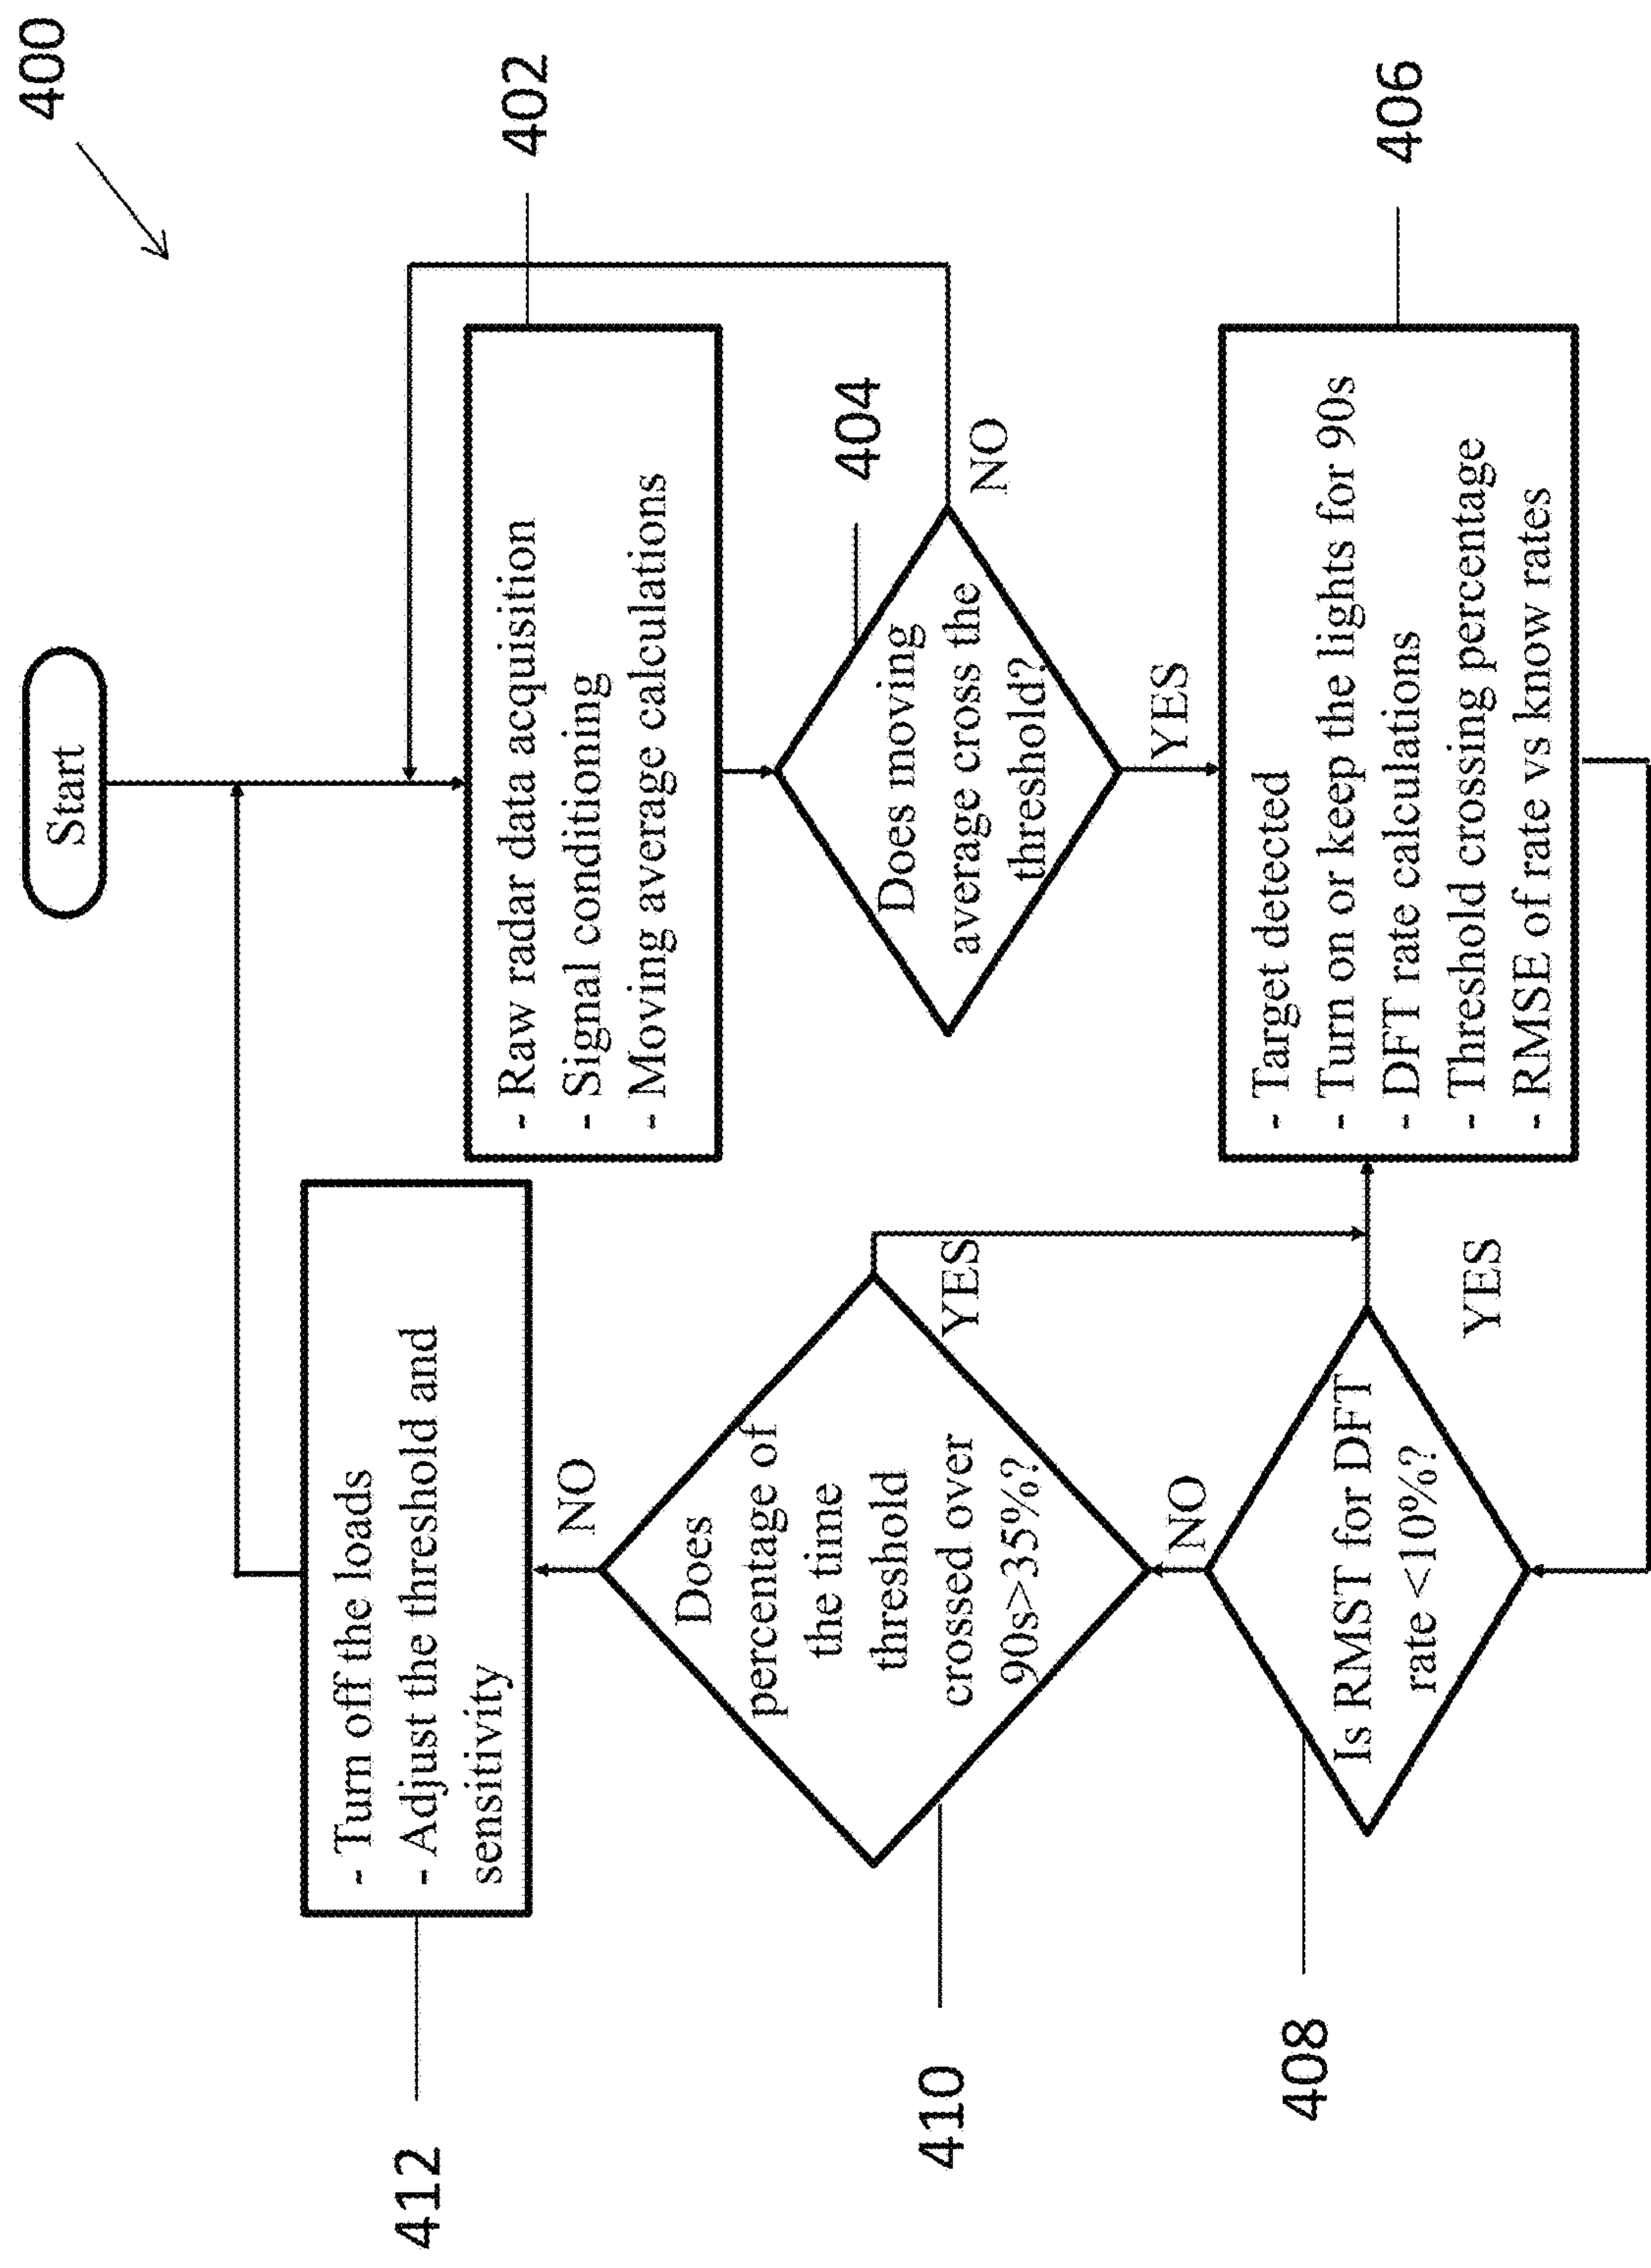 400
Start
402
- Raw radar data acquisition
- Signal conditioning
- Moving average calculations
404
Does moving
average cross the
threshold?
NO
YES
406
- Target detected
- Turn on or keep the lights for 90s
- DFT rate calculations
- Threshold crossing percentage
- RMSE of rate vs know rates
408
Is RMST for DFT
rate <10%?
YES
NO
410
Does
percentage of
the time
threshold
crossed over
90s>35%?
YES
NO
412
- Turn off the loads
- Adjust the threshold and
sensitivity